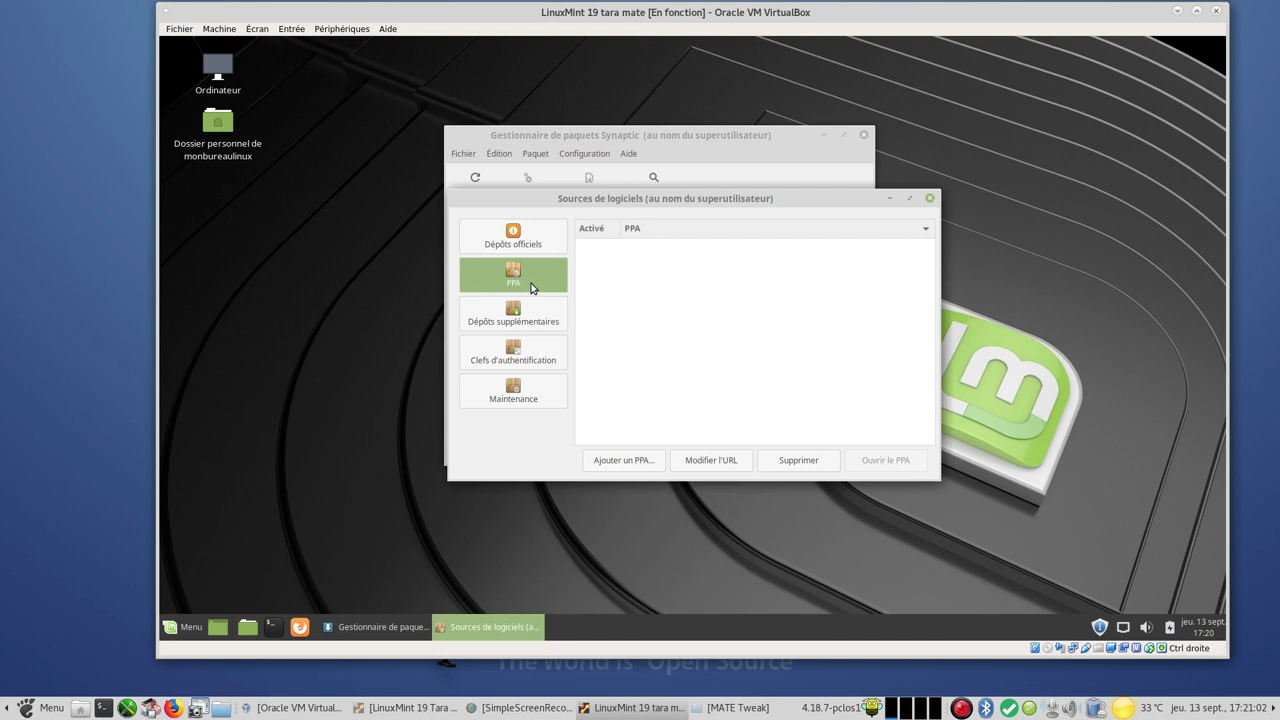 LinuxMint 19 tara mate [En fonction] - Oracle VM VirtualBox
Fichier Machine Écran Entrée Périphériques Aide
Ordinateur
Dossier personnel de
monbureaulinux
Gestionnaire de paquets Synaptic (au nom du superutilisateur)
Fichier Édition Paquet Configuration Aide
Sources de logiciels (au nom du superutilisateur)
Dépôts officiels
PPA
Dépôts supplémentaires
Clefs d'authentification
Maintenance
Activé PPA
Ajouter un PPA... Modifier l'URL Supprimer Ouvrir le PPA
Menu Gestionnaire de paque... Sources de logiciels (a... jeu. 13 sept.
17:20
Ctrl droite
The World is Open Source
Menu [Oracle VM Virtual... [LinuxMint 19 Tara ... [SimpleScreenReco... LinuxMint 19 tara m... [MATE Tweak] 4.18.7-pclos1 33 °C jeu. 13 sept., 17:21:02